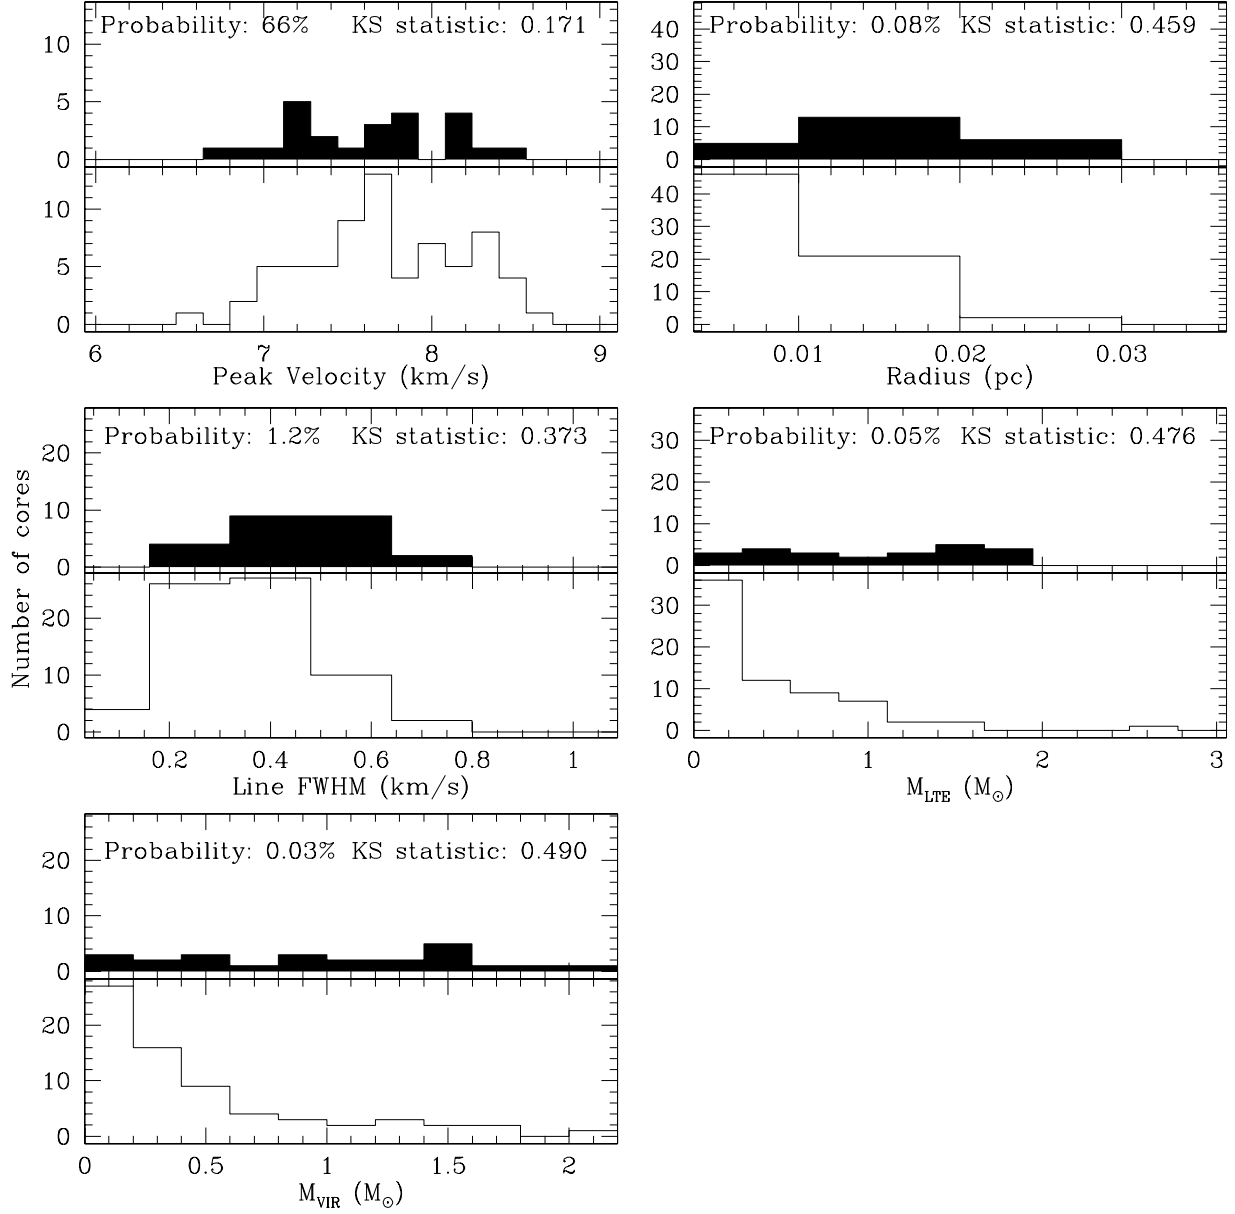 Probability: 66% KS statistic: 0.171
10
5
0
10
5
0
6 7 8 9
Peak Velocity (km/s)
Probability: 0.08% KS statistic: 0.459
40
30
20
10
0
40
30
20
10
0
0.01 0.02 0.03
Radius (pc)
Number of cores
Probability: 1.2% KS statistic: 0.373
20
10
0
20
10
0
0.2 0.4 0.6 0.8 1
Line FWHM (km/s)
Probability: 0.05% KS statistic: 0.476
30
20
10
0
30
20
10
0
0 1 2 3
M_LTE (M_⊙)
Probability: 0.03% KS statistic: 0.490
20
10
0
20
10
0
0 0.5 1 1.5 2
M_VIR (M_⊙)